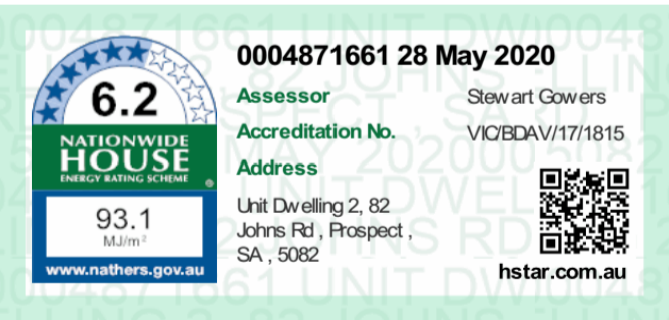 0004871661 28 May 2020
6.2
NATIONWIDE
HOUSE
ENERGY RATING SCHEME
93.1
MJ/m²
www.nathers.gov.au
Assessor Stewart Gowers
Accreditation No. VIC/BDAV/17/1815
Address
Unit Dwelling 2, 82
Johns Rd , Prospect ,
SA , 5082
hstar.com.au